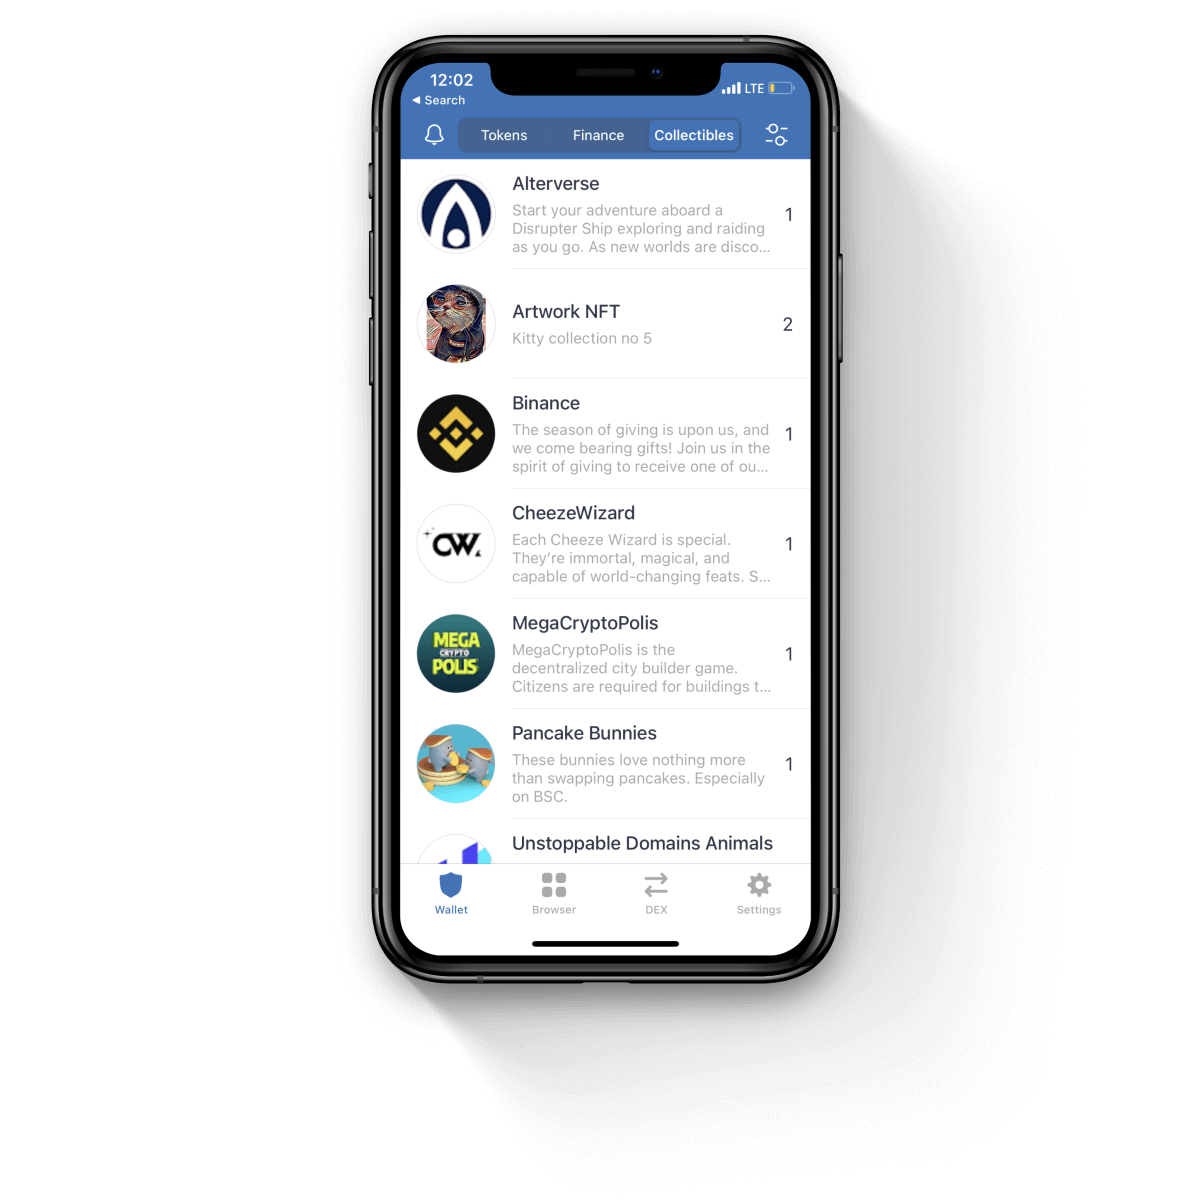 12:02
LTE
Search
Tokens
Finance
Collectibles
Alterverse
Start your adventure aboard a
Disrupter Ship exploring and raiding
as you go. As new worlds are disco...
1
Artwork NFT
Kitty collection no 5
2
Binance
The season of giving is upon us, and
we come bearing gifts! Join us in the
spirit of giving to receive one of ou...
1
CW
CheezeWizard
Each Cheeze Wizard is special.
They’re immortal, magical, and
capable of world-changing feats. S...
1
MEGA
CRYPTO
POLIS
MegaCryptoPolis
MegaCryptoPolis is the
decentralized city builder game.
Citizens are required for buildings t...
1
Pancake Bunnies
These bunnies love nothing more
than swapping pancakes. Especially
on BSC.
1
Unstoppable Domains Animals
Wallet
Browser
DEX
Settings